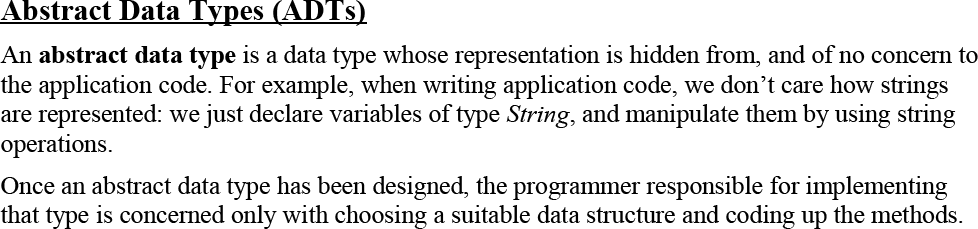 Abstract Data Types (ADTs)
An abstract data type is a data type whose representation is hidden from, and of no concern to
the application code. For example, when writing application code, we don’t care how strings
are represented: we just declare variables of type String, and manipulate them by using string
operations.
Once an abstract data type has been designed, the programmer responsible for implementing
that type is concerned only with choosing a suitable data structure and coding up the methods.